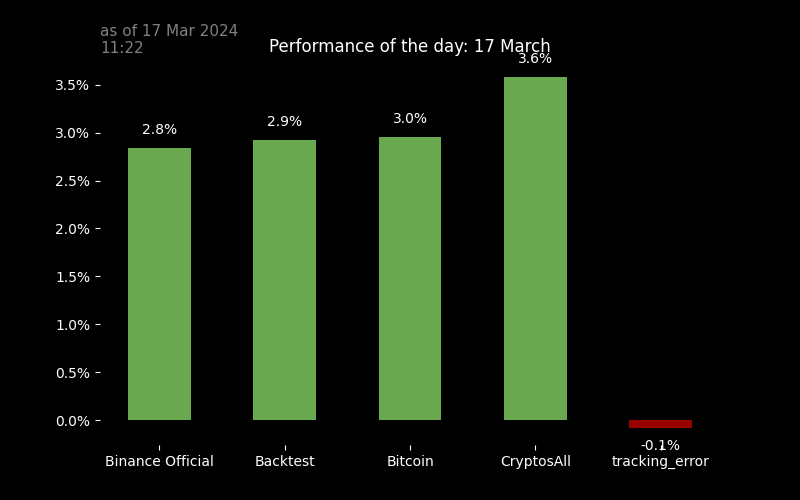 as of 17 Mar 2024
11:22
Performance of the day: 17 March
3.6%
3.5%
2.8%
2.9%
3.0%
3.0%
2.5%
2.0%
1.5%
1.0%
0.5%
0.0%
-0.1%
Binance Official
Backtest
Bitcoin
CryptosAll
tracking_error